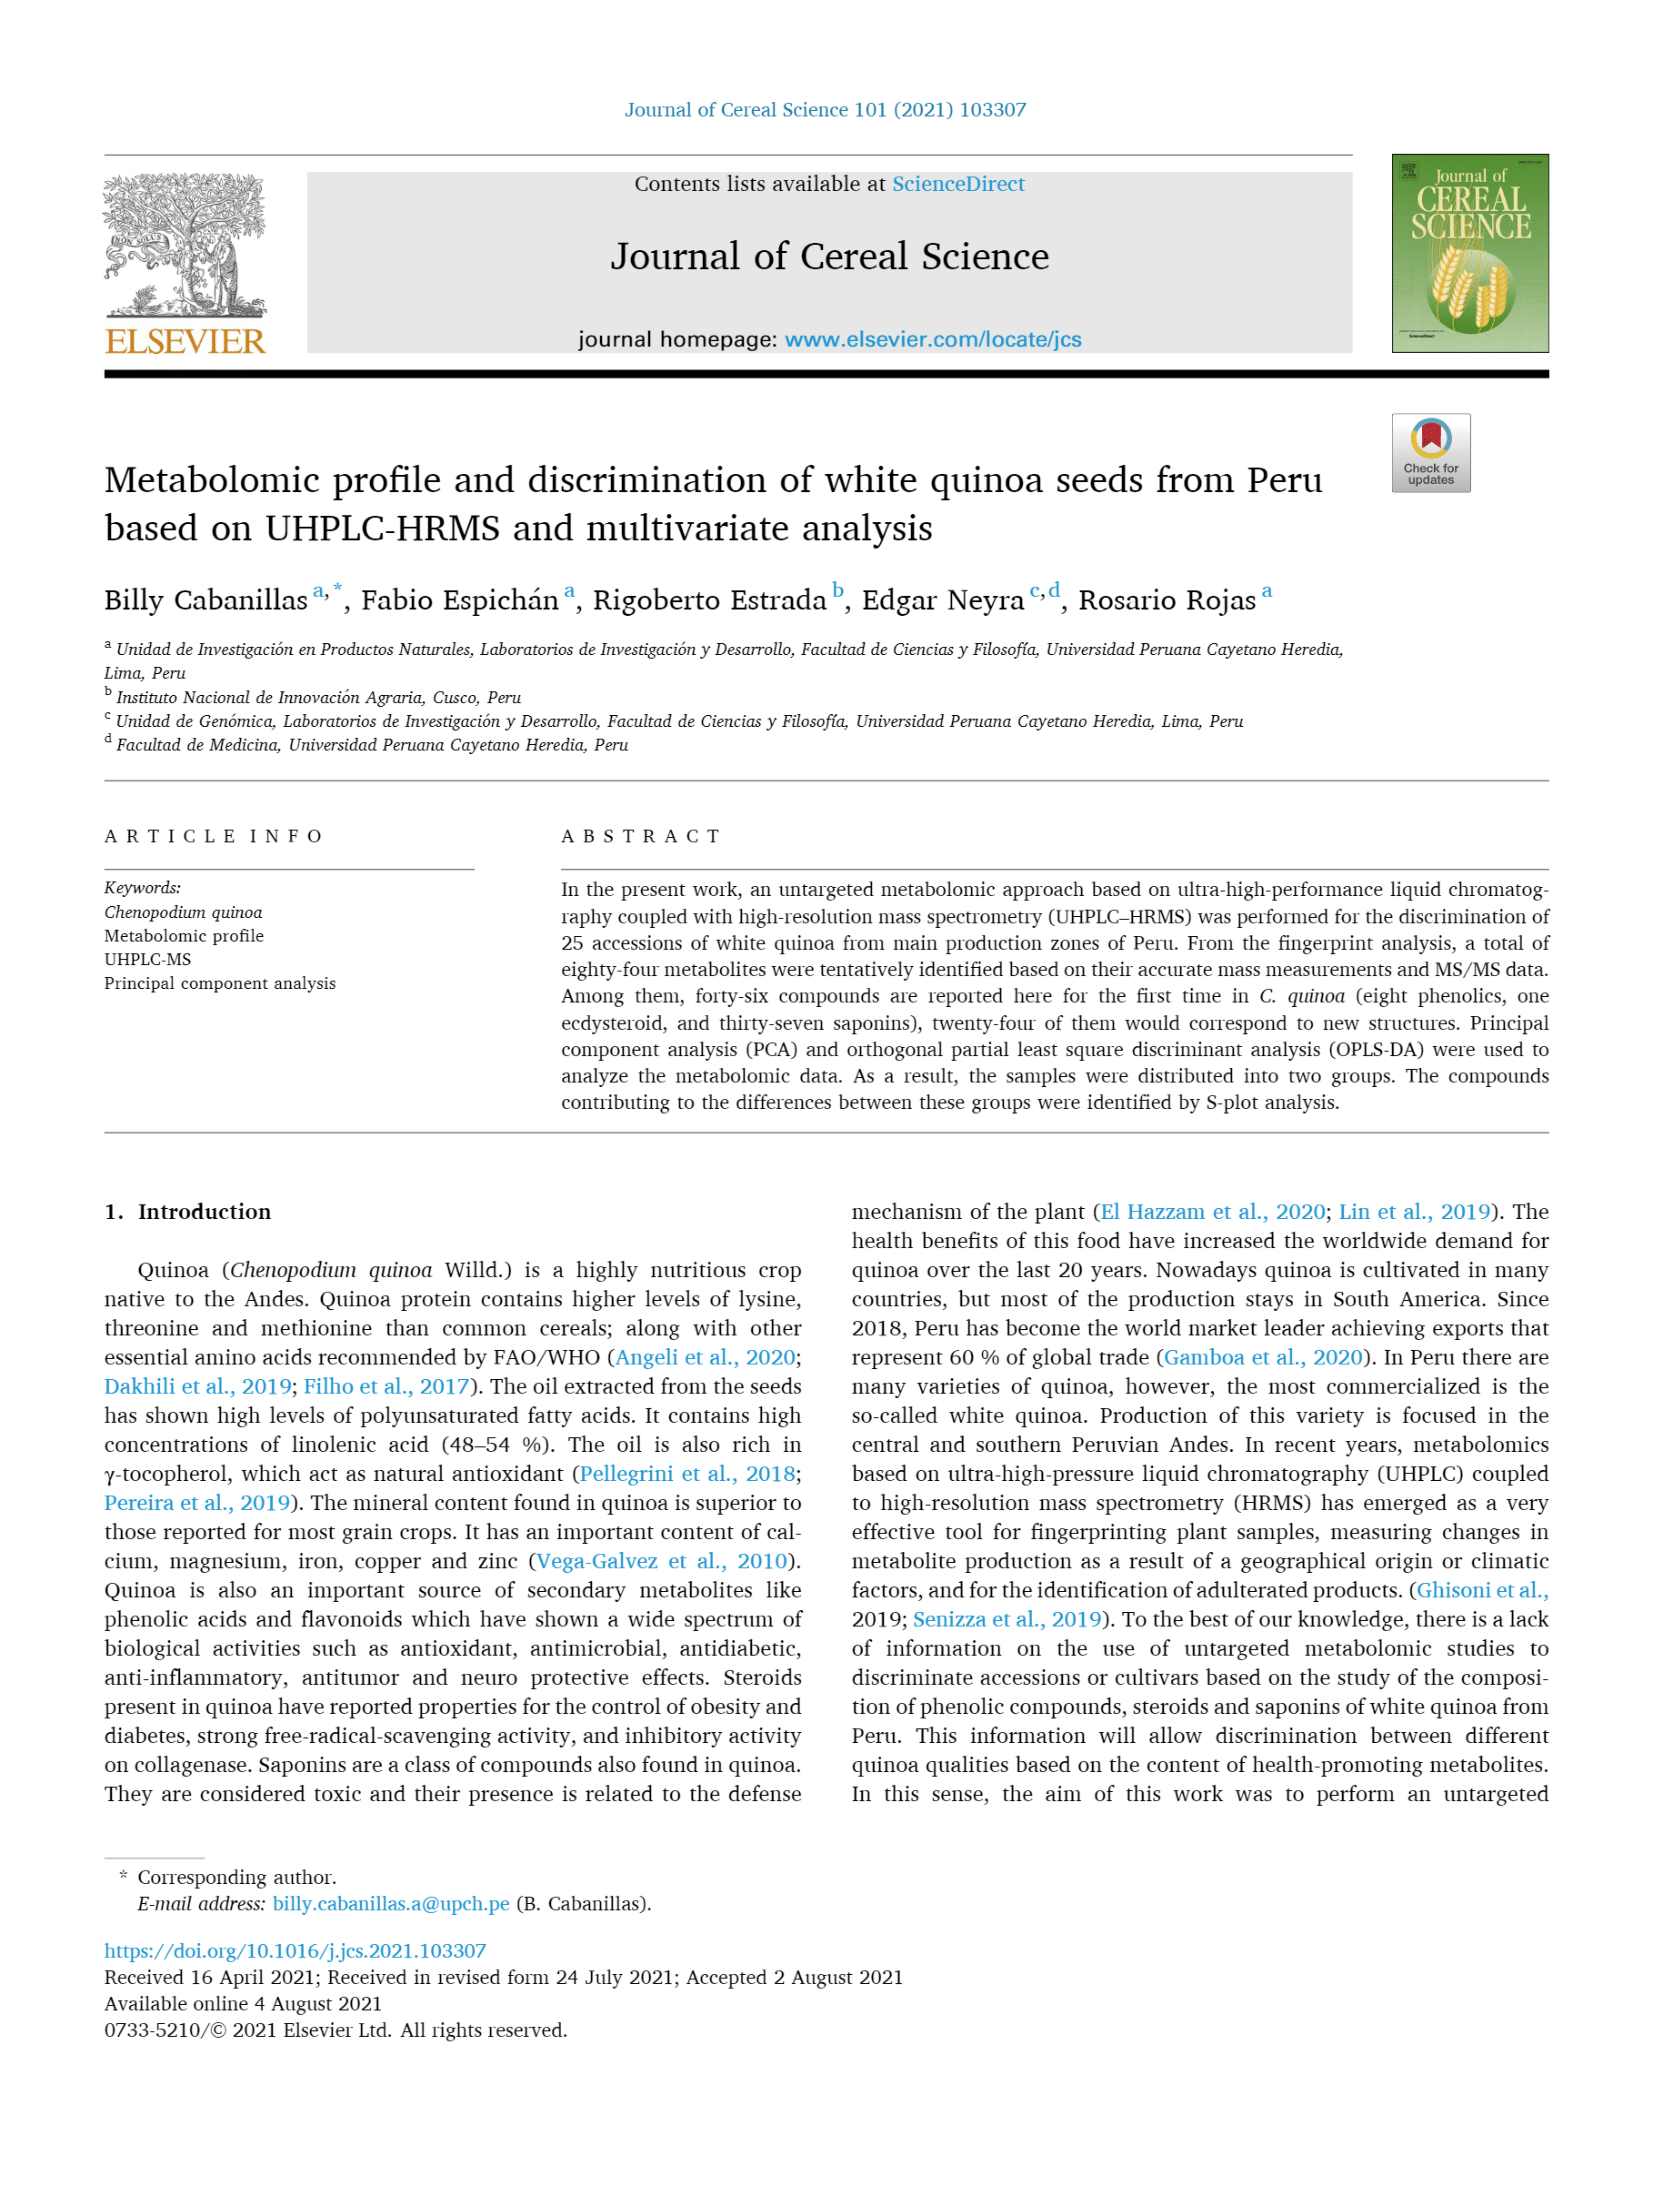 Journal of Cereal Science 101 (2021) 103307
Contents lists available at ScienceDirect
Journal of Cereal Science
journal homepage: www.elsevier.com/locate/jcs
NON SOLUS
ELSEVIER
Journal of
CEREAL
SCIENCE
ScienceDirect
Check for
updates
Metabolomic profile and discrimination of white quinoa seeds from Peru
based on UHPLC-HRMS and multivariate analysis
Billy Cabanillas a,*, Fabio Espichán a, Rigoberto Estrada b, Edgar Neyra c,d, Rosario Rojas a
a Unidad de Investigación en Productos Naturales, Laboratorios de Investigación y Desarrollo, Facultad de Ciencias y Filosofía, Universidad Peruana Cayetano Heredia,
Lima, Peru
b Instituto Nacional de Innovación Agraria, Cusco, Peru
c Unidad de Genómica, Laboratorios de Investigación y Desarrollo, Facultad de Ciencias y Filosofía, Universidad Peruana Cayetano Heredia, Lima, Peru
d Facultad de Medicina, Universidad Peruana Cayetano Heredia, Peru
ARTICLE INFO
Keywords:
Chenopodium quinoa
Metabolomic profile
UHPLC-MS
Principal component analysis
ABSTRACT
In the present work, an untargeted metabolomic approach based on ultra-high-performance liquid chromatog-
raphy coupled with high-resolution mass spectrometry (UHPLC–HRMS) was performed for the discrimination of
25 accessions of white quinoa from main production zones of Peru. From the fingerprint analysis, a total of
eighty-four metabolites were tentatively identified based on their accurate mass measurements and MS/MS data.
Among them, forty-six compounds are reported here for the first time in C. quinoa (eight phenolics, one
ecdysteroid, and thirty-seven saponins), twenty-four of them would correspond to new structures. Principal
component analysis (PCA) and orthogonal partial least square discriminant analysis (OPLS-DA) were used to
analyze the metabolomic data. As a result, the samples were distributed into two groups. The compounds
contributing to the differences between these groups were identified by S-plot analysis.
1. Introduction
Quinoa (Chenopodium quinoa Willd.) is a highly nutritious crop
native to the Andes. Quinoa protein contains higher levels of lysine,
threonine and methionine than common cereals; along with other
essential amino acids recommended by FAO/WHO (Angeli et al., 2020;
Dakhili et al., 2019; Filho et al., 2017). The oil extracted from the seeds
has shown high levels of polyunsaturated fatty acids. It contains high
concentrations of linolenic acid (48–54 %). The oil is also rich in
γ-tocopherol, which act as natural antioxidant (Pellegrini et al., 2018;
Pereira et al., 2019). The mineral content found in quinoa is superior to
those reported for most grain crops. It has an important content of cal-
cium, magnesium, iron, copper and zinc (Vega-Galvez et al., 2010).
Quinoa is also an important source of secondary metabolites like
phenolic acids and flavonoids which have shown a wide spectrum of
biological activities such as antioxidant, antimicrobial, antidiabetic,
anti-inflammatory, antitumor and neuro protective effects. Steroids
present in quinoa have reported properties for the control of obesity and
diabetes, strong free-radical-scavenging activity, and inhibitory activity
on collagenase. Saponins are a class of compounds also found in quinoa.
They are considered toxic and their presence is related to the defense
mechanism of the plant (El Hazzam et al., 2020; Lin et al., 2019). The
health benefits of this food have increased the worldwide demand for
quinoa over the last 20 years. Nowadays quinoa is cultivated in many
countries, but most of the production stays in South America. Since
2018, Peru has become the world market leader achieving exports that
represent 60 % of global trade (Gamboa et al., 2020). In Peru there are
many varieties of quinoa, however, the most commercialized is the
so-called white quinoa. Production of this variety is focused in the
central and southern Peruvian Andes. In recent years, metabolomics
based on ultra-high-pressure liquid chromatography (UHPLC) coupled
to high-resolution mass spectrometry (HRMS) has emerged as a very
effective tool for fingerprinting plant samples, measuring changes in
metabolite production as a result of a geographical origin or climatic
factors, and for the identification of adulterated products. (Ghisoni et al.,
2019; Senizza et al., 2019). To the best of our knowledge, there is a lack
of information on the use of untargeted metabolomic studies to
discriminate accessions or cultivars based on the study of the composi-
tion of phenolic compounds, steroids and saponins of white quinoa from
Peru. This information will allow discrimination between different
quinoa qualities based on the content of health-promoting metabolites.
In this sense, the aim of this work was to perform an untargeted
* Corresponding author.
E-mail address: billy.cabanillas.a@upch.pe (B. Cabanillas).
https://doi.org/10.1016/j.jcs.2021.103307
Received 16 April 2021; Received in revised form 24 July 2021; Accepted 2 August 2021
Available online 4 August 2021
0733-5210/© 2021 Elsevier Ltd. All rights reserved.